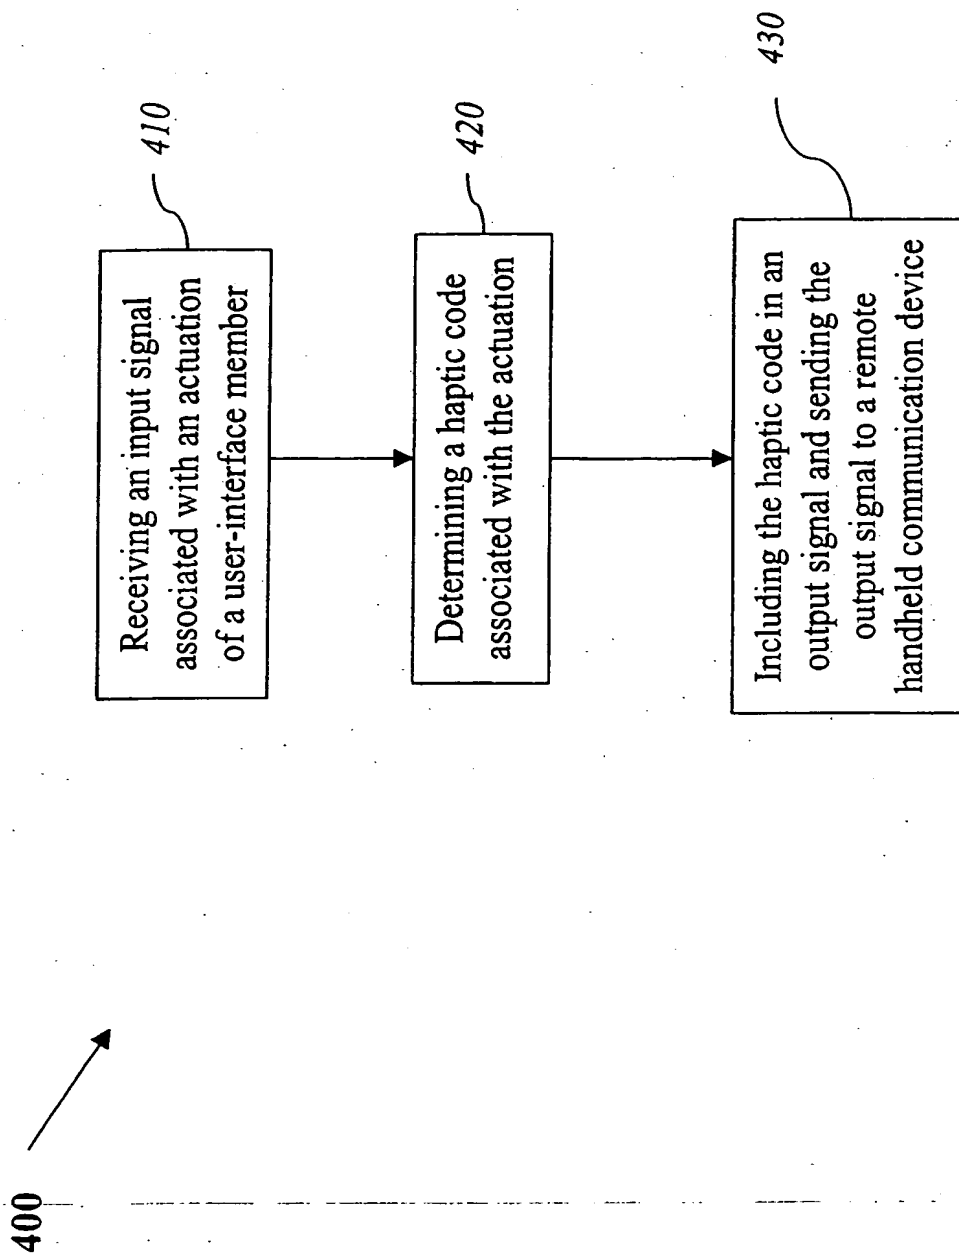 400
Receiving an input signal
associated with an actuation
of a user-interface member
410
Determining a haptic code
associated with the actuation
420
Including the haptic code in an
output signal and sending the
output signal to a remote
handheld communication device
430